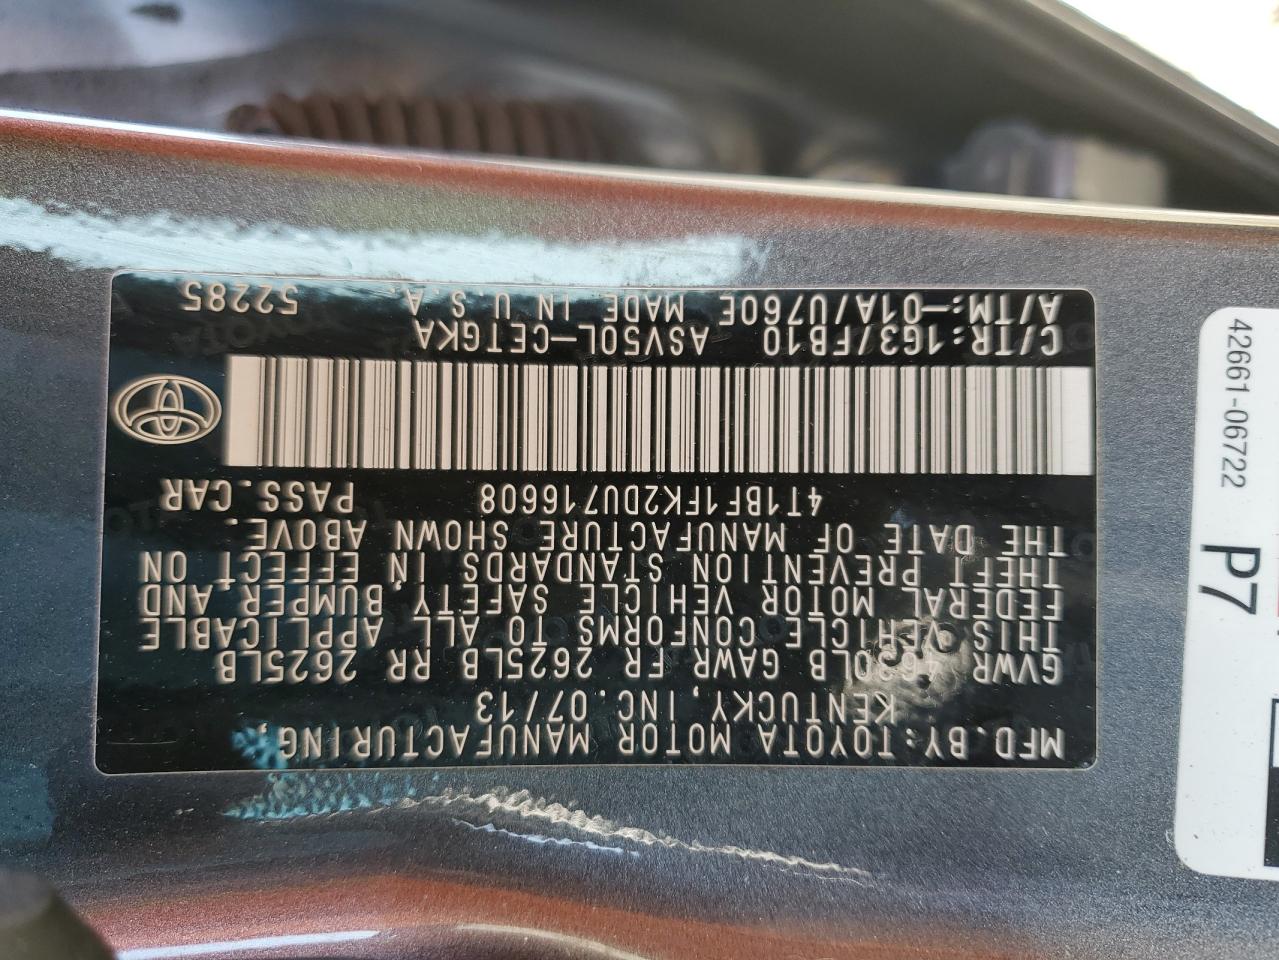 MFD. BY: TOYOTA MOTOR MANUFACTURING,
KENTUCKY, INC. 07/13
GVWR 4630LB GAWR FR 2625LB RR 2625LB
THIS VEHICLE CONFORMS TO ALL APPLICABLE
FEDERAL MOTOR VEHICLE SAFETY, BUMPER, AND
THEFT PREVENTION STANDARDS IN EFFECT ON
THE DATE OF MANUFACTURE SHOWN ABOVE.
4T1BF1FK2DU716608 PASS. CAR
C/TR: 1G3/FB10 ASV50L-CETGKA
A/TM: -01A/U760E MADE IN U.S.A. 52285
42661-06722
P7